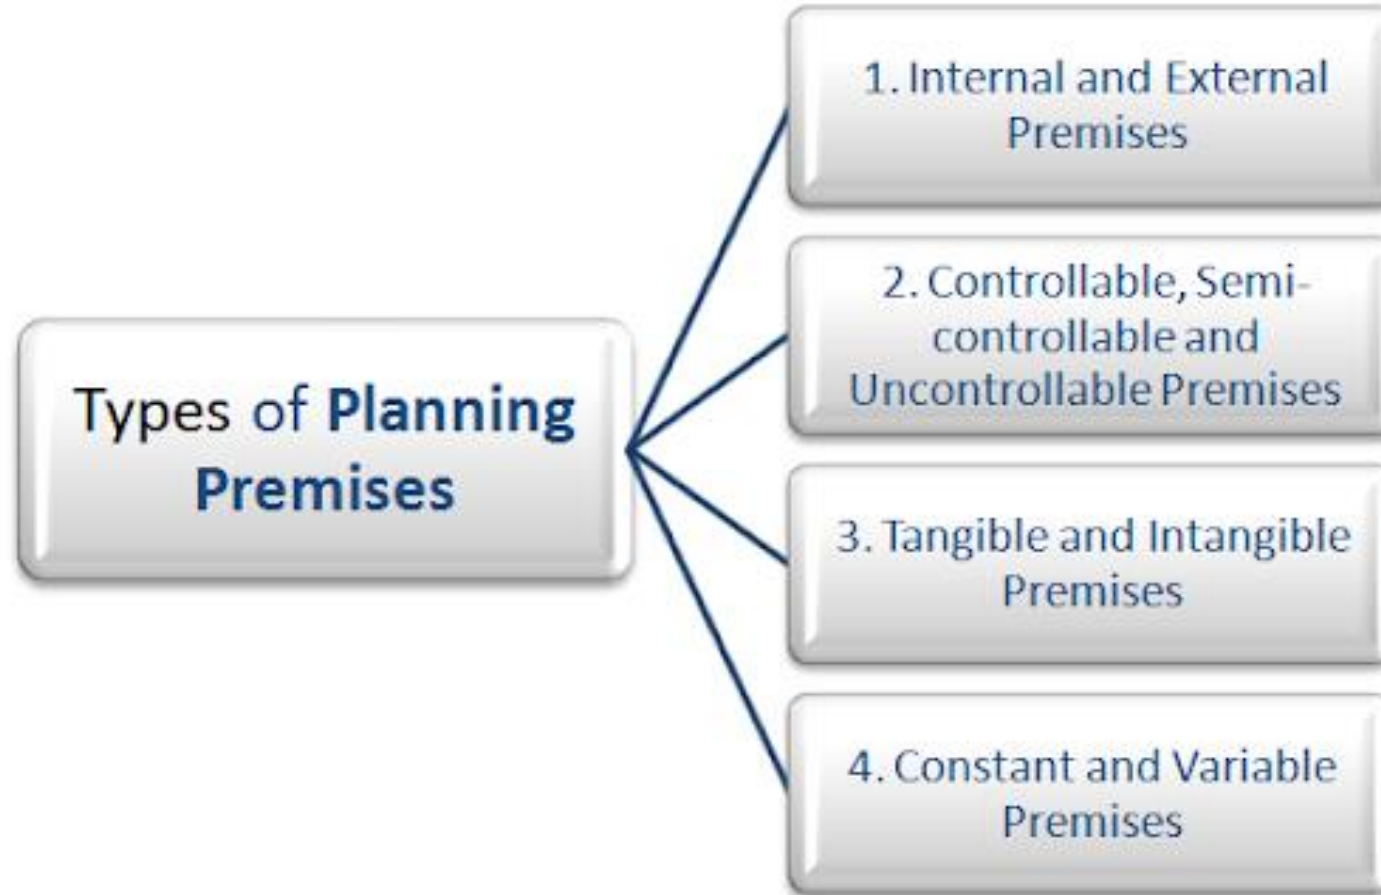 Types of Planning
Premises
1. Internal and External
Premises
2. Controllable, Semi-
controllable and
Uncontrollable Premises
3. Tangible and Intangible
Premises
4. Constant and Variable
Premises